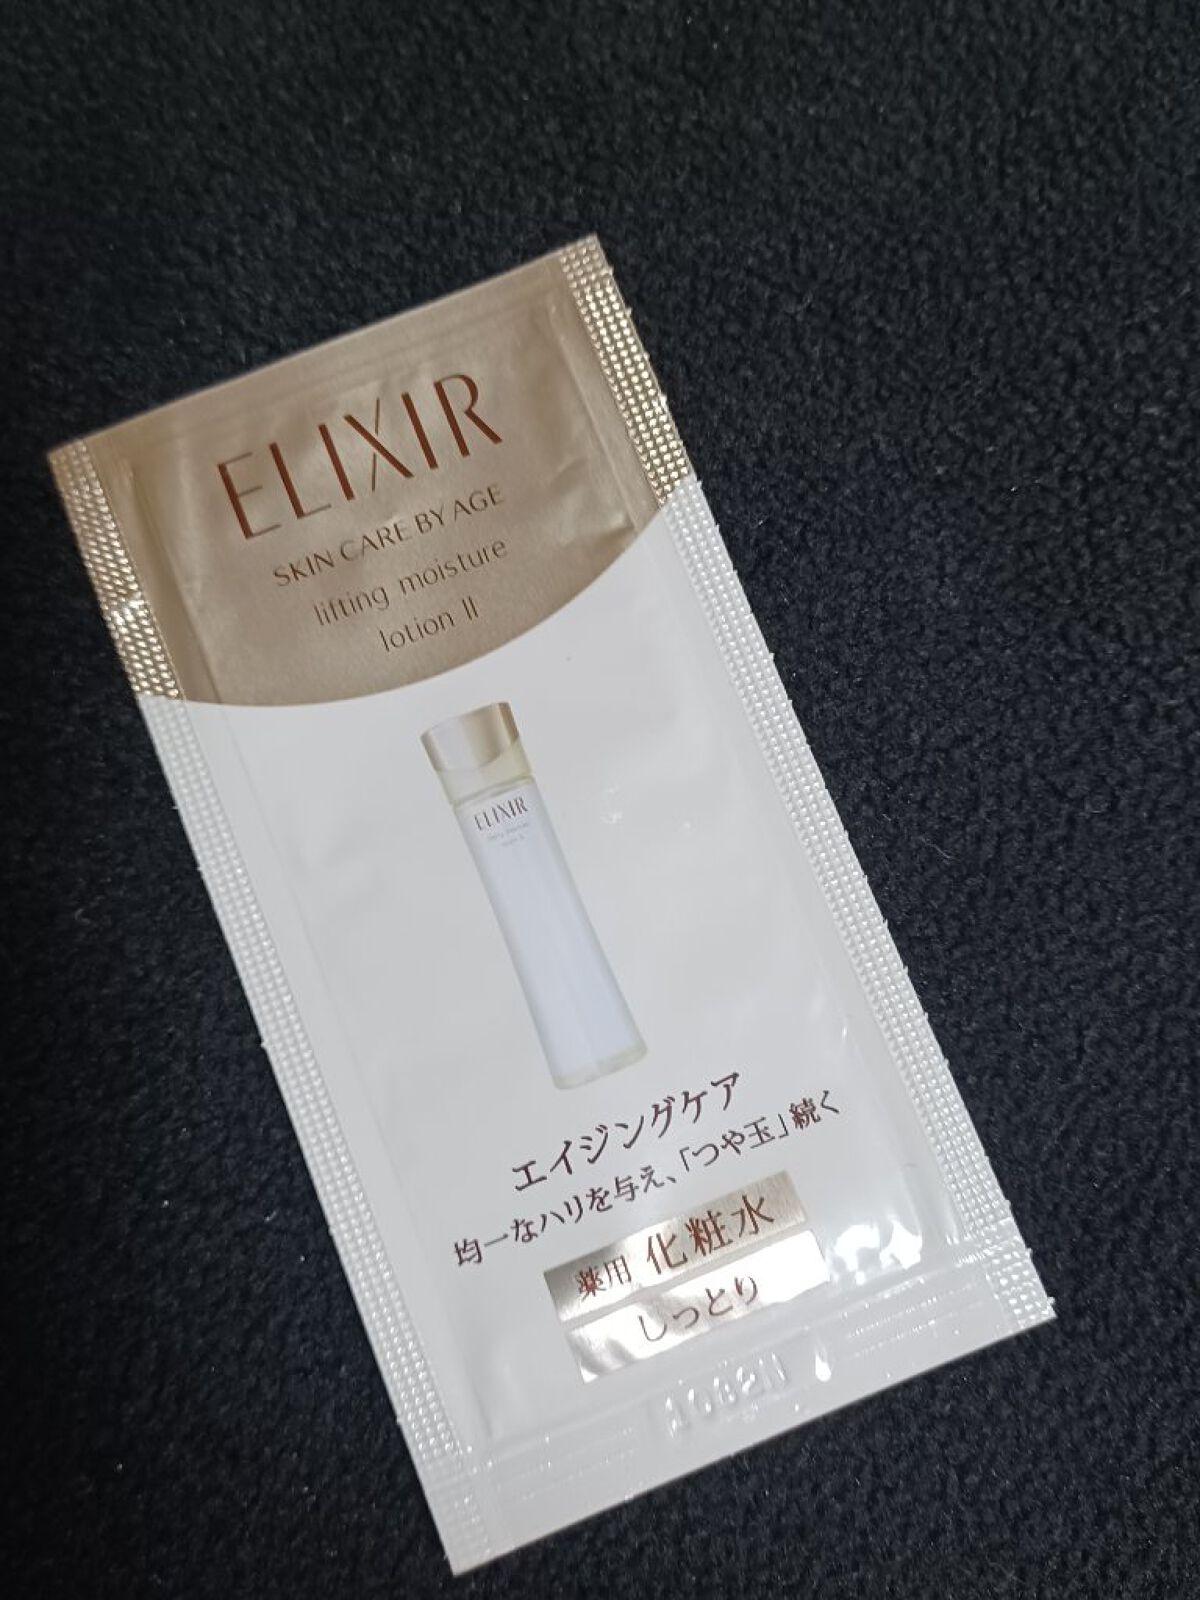 ELIXIR
SKIN CARE BY AGE
lifting moisture
lotion II
ELIXIR
エイジングケア
均一なハリを与え、「つや玉」続く
薬用 化粧水
しっとり